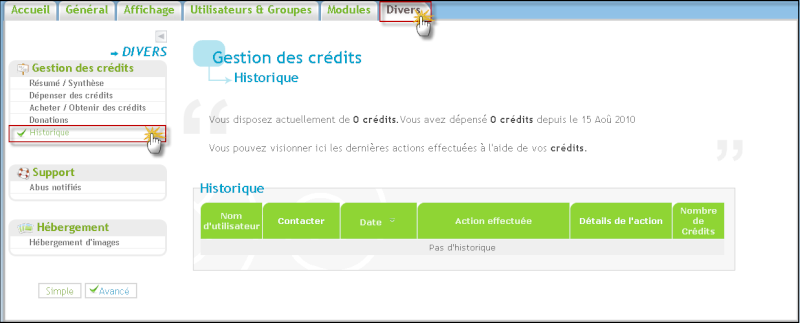 Accueil Général Affichage Utilisateurs & Groupes Modules Divers
DIVERS
Gestion des crédits
Résumé / Synthèse
Dépenser des crédits
Acheter / Obtenir des crédits
Donations
Historique
Support
Abus notifiés
Hébergement
Hébergement d'images
Simple Avancé
Gestion des crédits
Historique
Vous disposez actuellement de 0 crédits.Vous avez dépensé 0 crédits depuis le 15 Aoû 2010
Vous pouvez visionner ici les dernières actions effectuées à l'aide de vos crédits.
Historique
Nom d'utilisateur Contacter Date Action effectuée Détails de l'action Nombre de Crédits
Pas d'historique